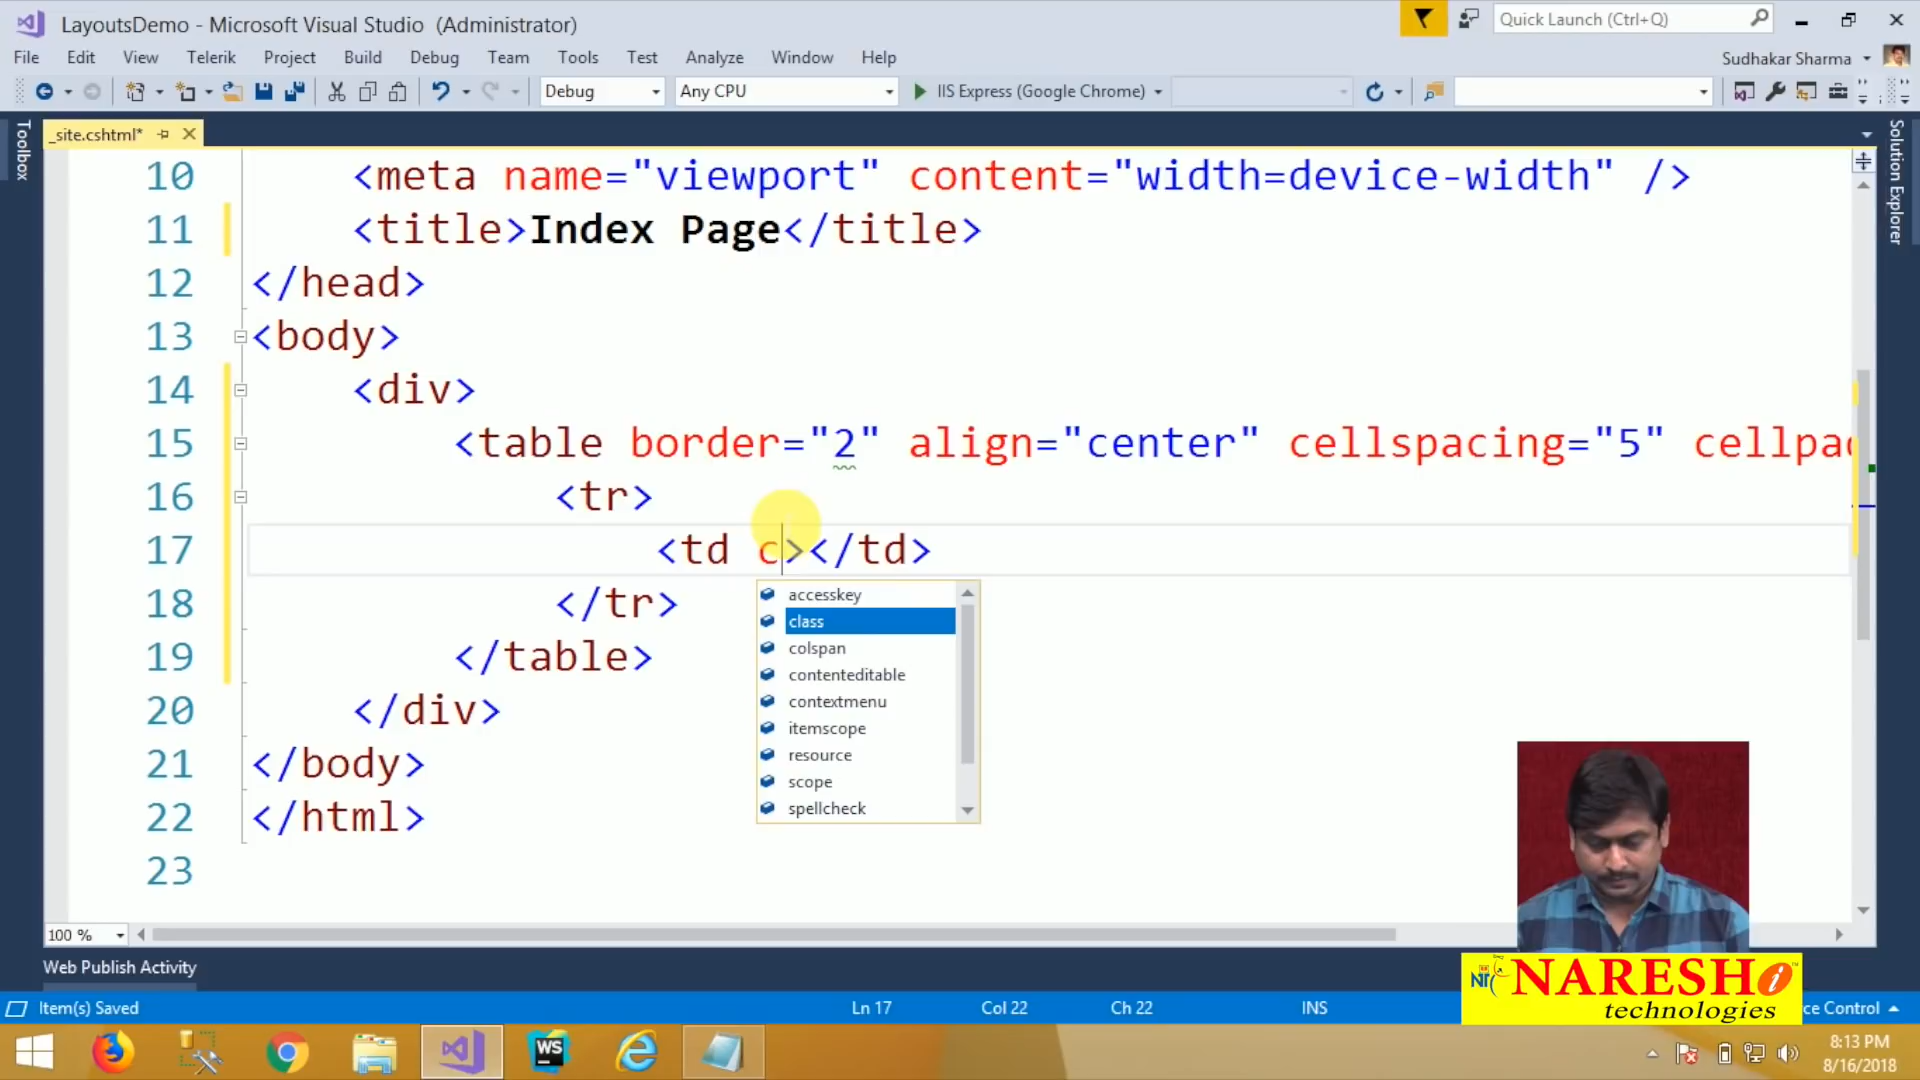 LayoutsDemo - Microsoft Visual Studio (Administrator)
Quick Launch (Ctrl+Q)
File Edit View Telerik Project Build Debug Team Tools Test Analyze Window Help
Sudhakar Sharma
Debug Any CPU IIS Express (Google Chrome)
Toolbox
_site.cshtml*
Solution Explorer
10 <meta name="viewport" content="width=device-width" />
11 <title>Index Page</title>
12 </head>
13 <body>
14 <div>
15 <table border="2" align="center" cellspacing="5" cellpad
16 <tr>
17 <td c></td>
18 </tr>
19 </table>
20 </div>
21 </body>
22 </html>
23
accesskey
class
colspan
contenteditable
contextmenu
itemscope
resource
scope
spellcheck
100 %
Web Publish Activity
NARESH i ™
technologies
Item(s) Saved Ln 17 Col 22 Ch 22 INS ce Control
WS
8:13 PM
8/16/2018